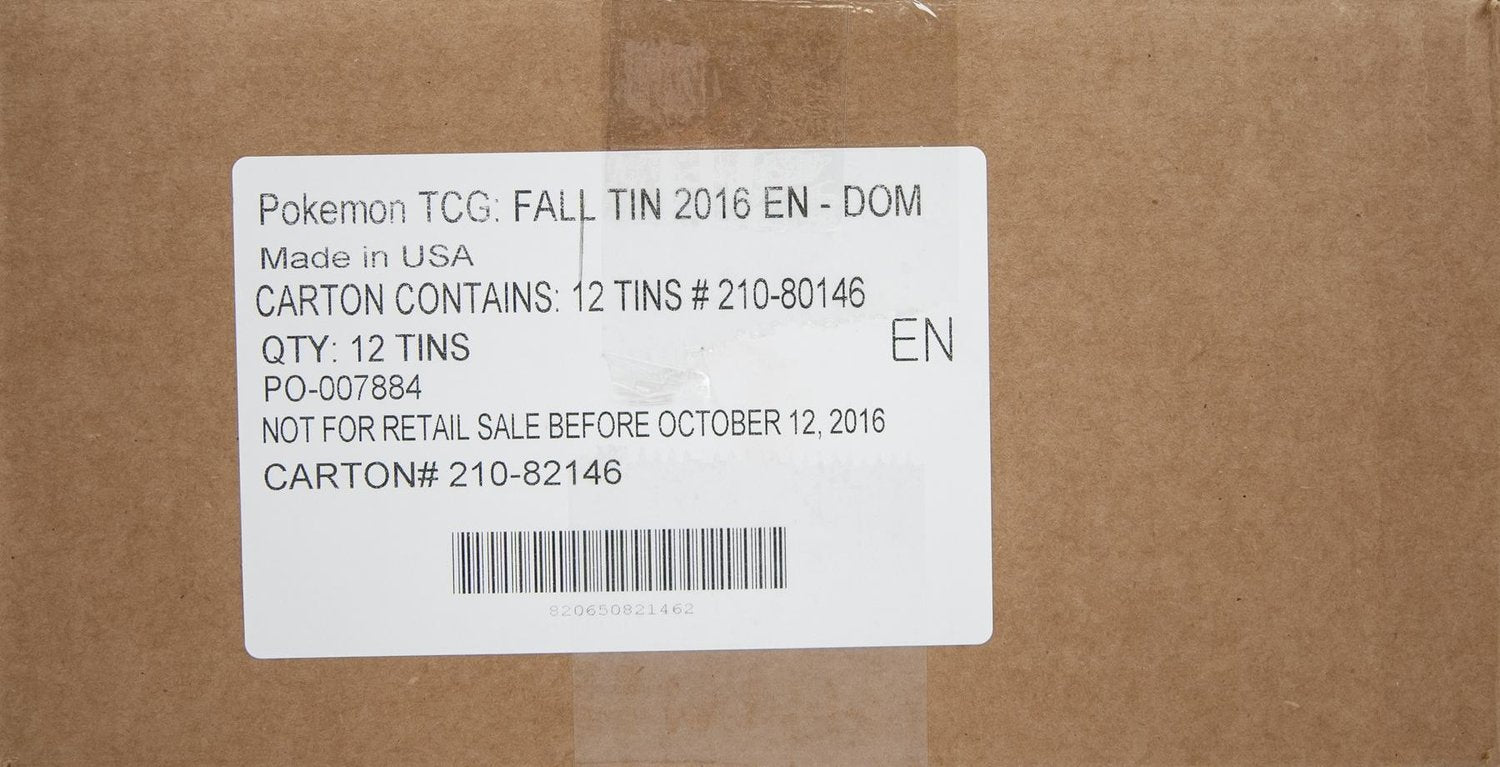 Pokemon TCG: FALL TIN 2016 EN - DOM
Made in USA
CARTON CONTAINS: 12 TINS # 210-80146
QTY: 12 TINS
EN
PO-007884
NOT FOR RETAIL SALE BEFORE OCTOBER 12, 2016
CARTON# 210-82146
820650821462